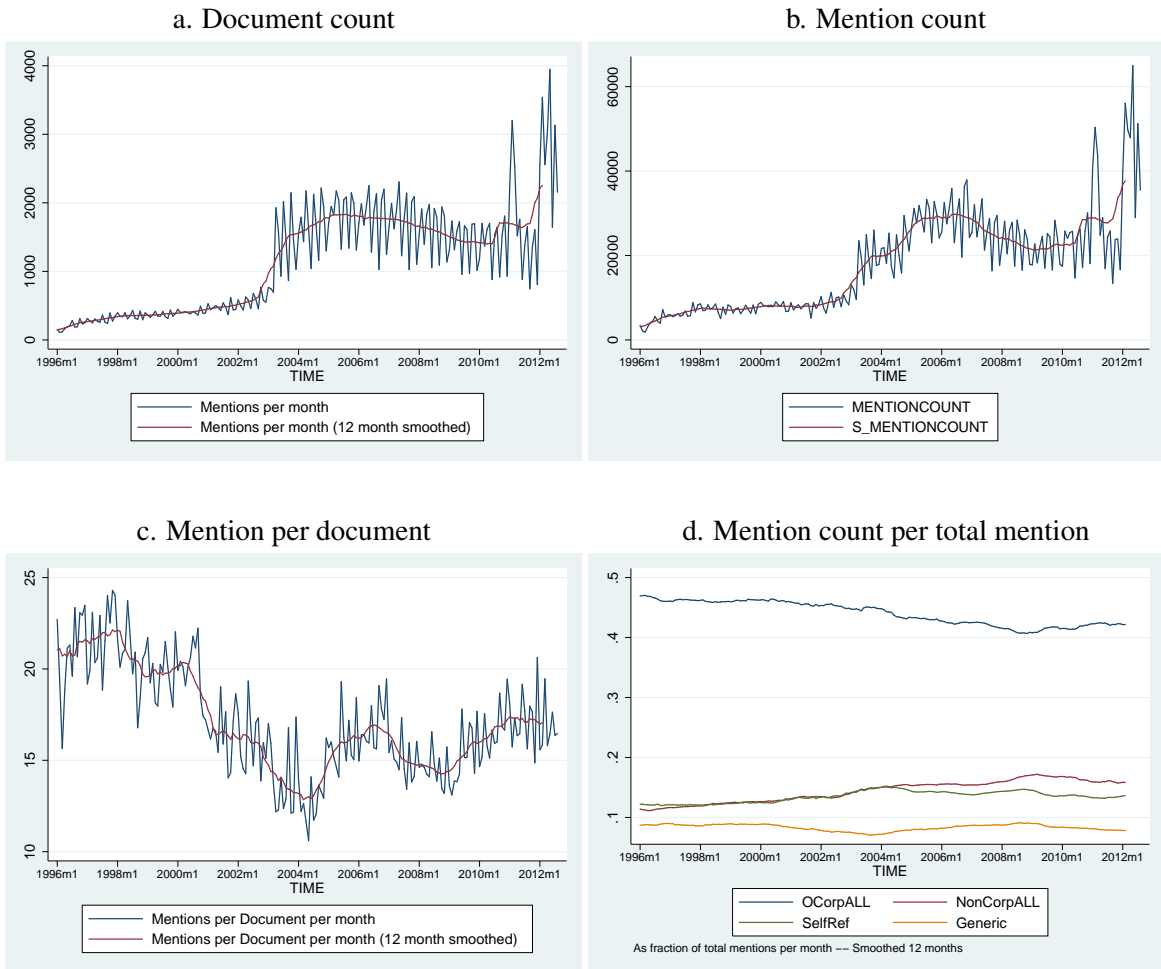 a. Document count
b. Mention count
4000
3000
2000
1000
0
1996m1 1998m1 2000m1 2002m1 2004m1 2006m1 2008m1 2010m1 2012m1
TIME
Mentions per month
Mentions per month (12 month smoothed)
60000
40000
20000
0
1996m1 1998m1 2000m1 2002m1 2004m1 2006m1 2008m1 2010m1 2012m1
TIME
MENTIONCOUNT
S_MENTIONCOUNT
c. Mention per document
d. Mention count per total mention
25
20
15
10
1996m1 1998m1 2000m1 2002m1 2004m1 2006m1 2008m1 2010m1 2012m1
TIME
Mentions per Document per month
Mentions per Document per month (12 month smoothed)
.5
.4
.3
.2
.1
1996m1 1998m1 2000m1 2002m1 2004m1 2006m1 2008m1 2010m1 2012m1
TIME
OCorpALL NonCorpALL
SelfRef Generic
As fraction of total mentions per month −− Smoothed 12 months